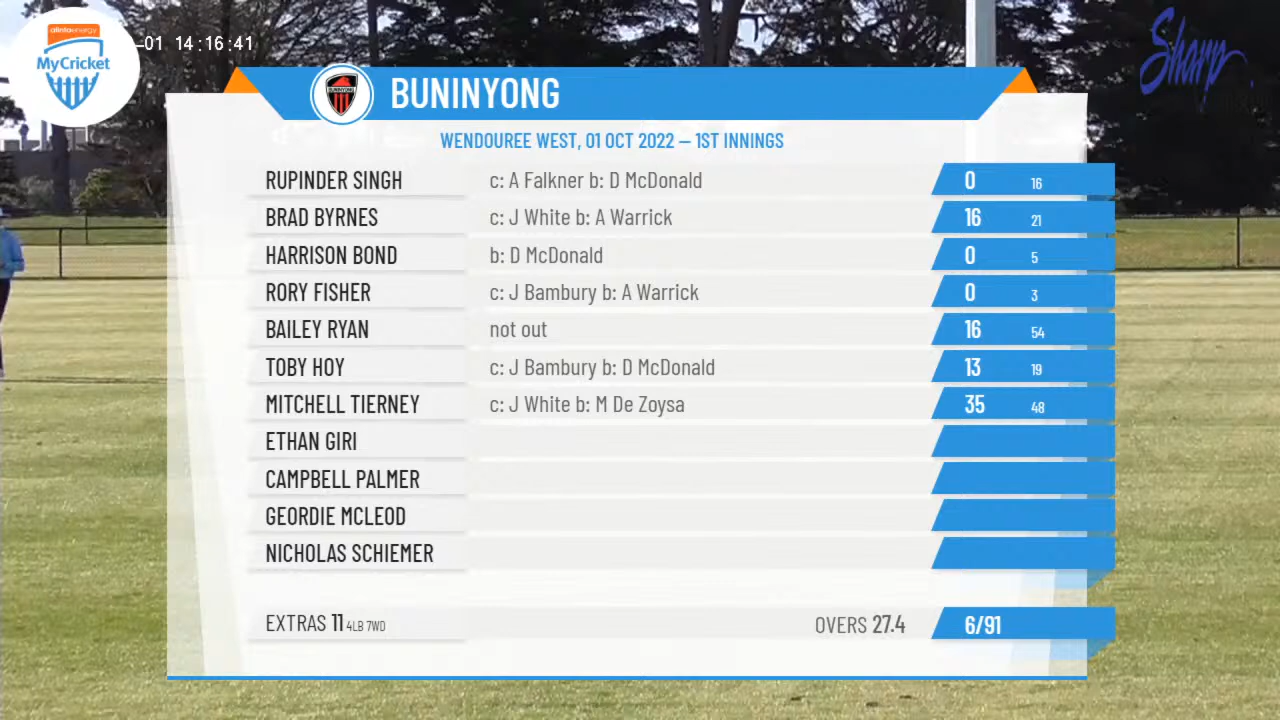 alintaenergy
MyCricket
-01 14:16:41
Sharp
BUNINYONG
BUNINYONG
WENDOUREE WEST, 01 OCT 2022 – 1ST INNINGS
RUPINDER SINGH c: A Falkner b: D McDonald 0 16
BRAD BYRNES c: J White b: A Warrick 16 21
HARRISON BOND b: D McDonald 0 5
RORY FISHER c: J Bambury b: A Warrick 0 3
BAILEY RYAN not out 16 54
TOBY HOY c: J Bambury b: D McDonald 13 19
MITCHELL TIERNEY c: J White b: M De Zoysa 35 48
ETHAN GIRI
CAMPBELL PALMER
GEORDIE MCLEOD
NICHOLAS SCHIEMER
EXTRAS 11 4LB 7WD OVERS 27.4 6/91